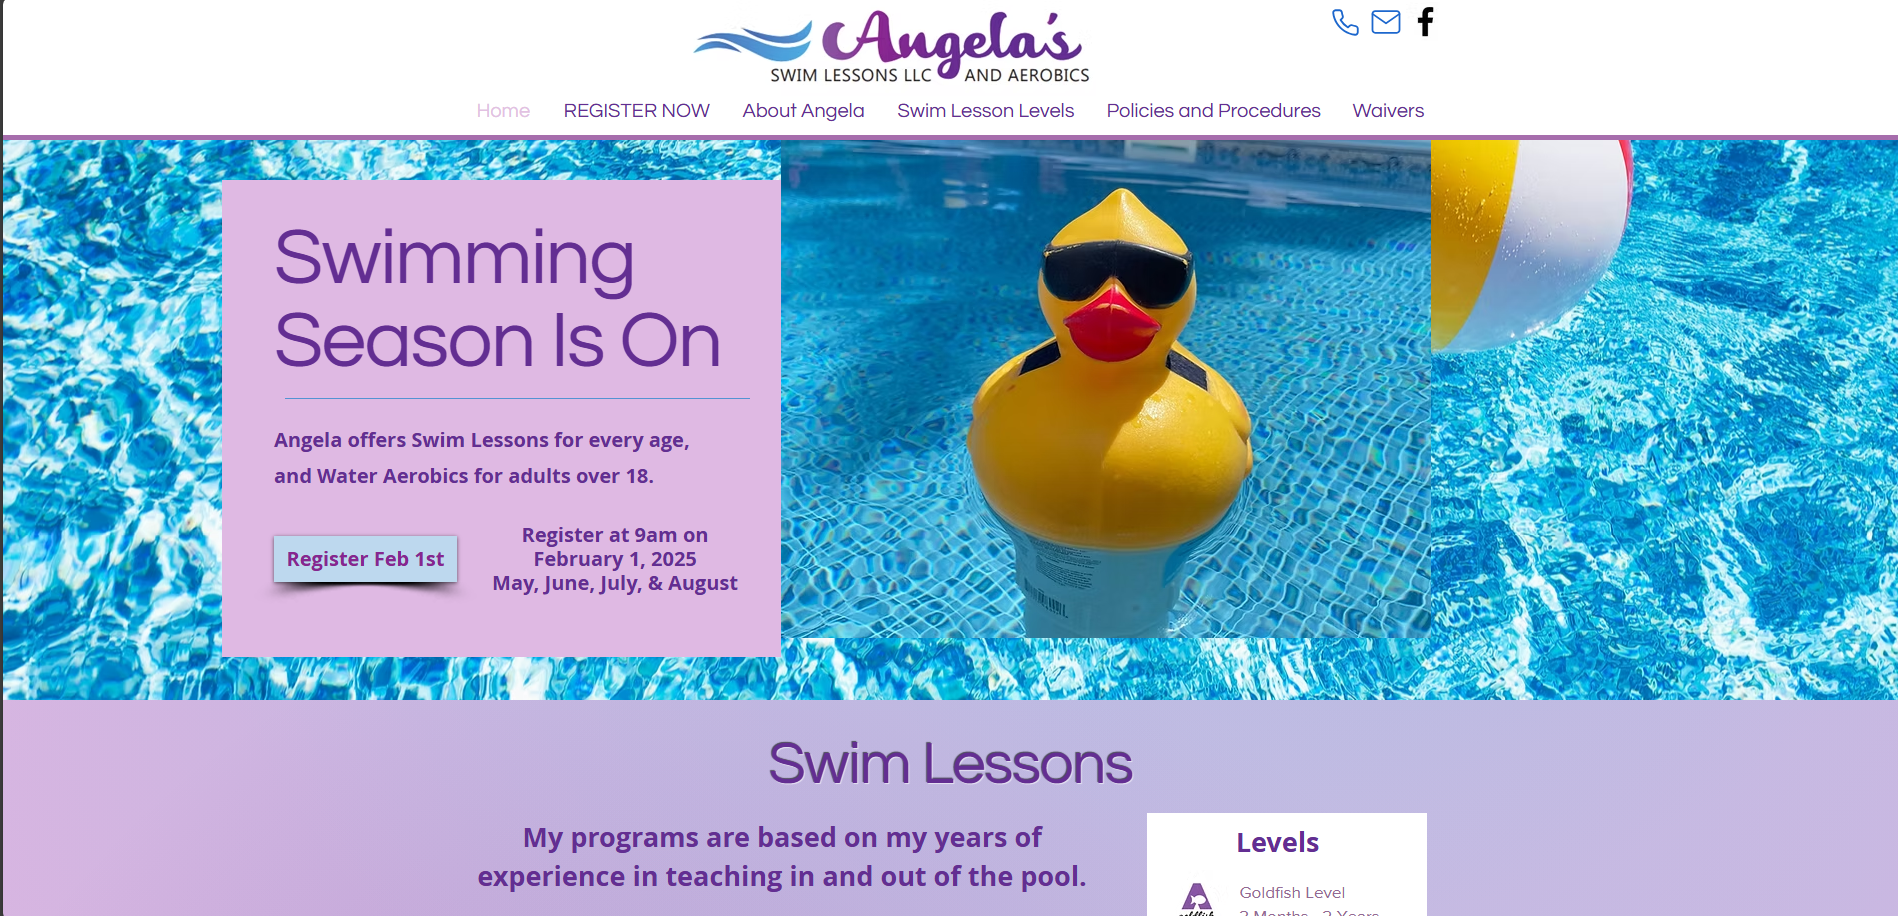 Angela's
SWIM LESSONS LLC AND AEROBICS
Home REGISTER NOW About Angela Swim Lesson Levels Policies and Procedures Waivers
Swimming
Season Is On
Angela offers Swim Lessons for every age,
and Water Aerobics for adults over 18.
Register Feb 1st
Register at 9am on
February 1, 2025
May, June, July, & August
Swim Lessons
My programs are based on my years of
experience in teaching in and out of the pool.
Levels
Goldfish Level